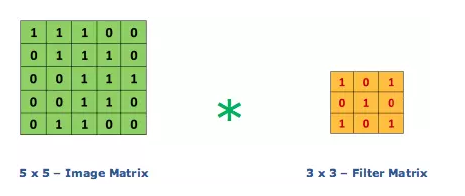 1 1 1 0 0
0 1 1 1 0
0 0 1 1 1
0 0 1 1 0
0 1 1 0 0
*
1 0 1
0 1 0
1 0 1
5 x 5 – Image Matrix
3 x 3 – Filter Matrix